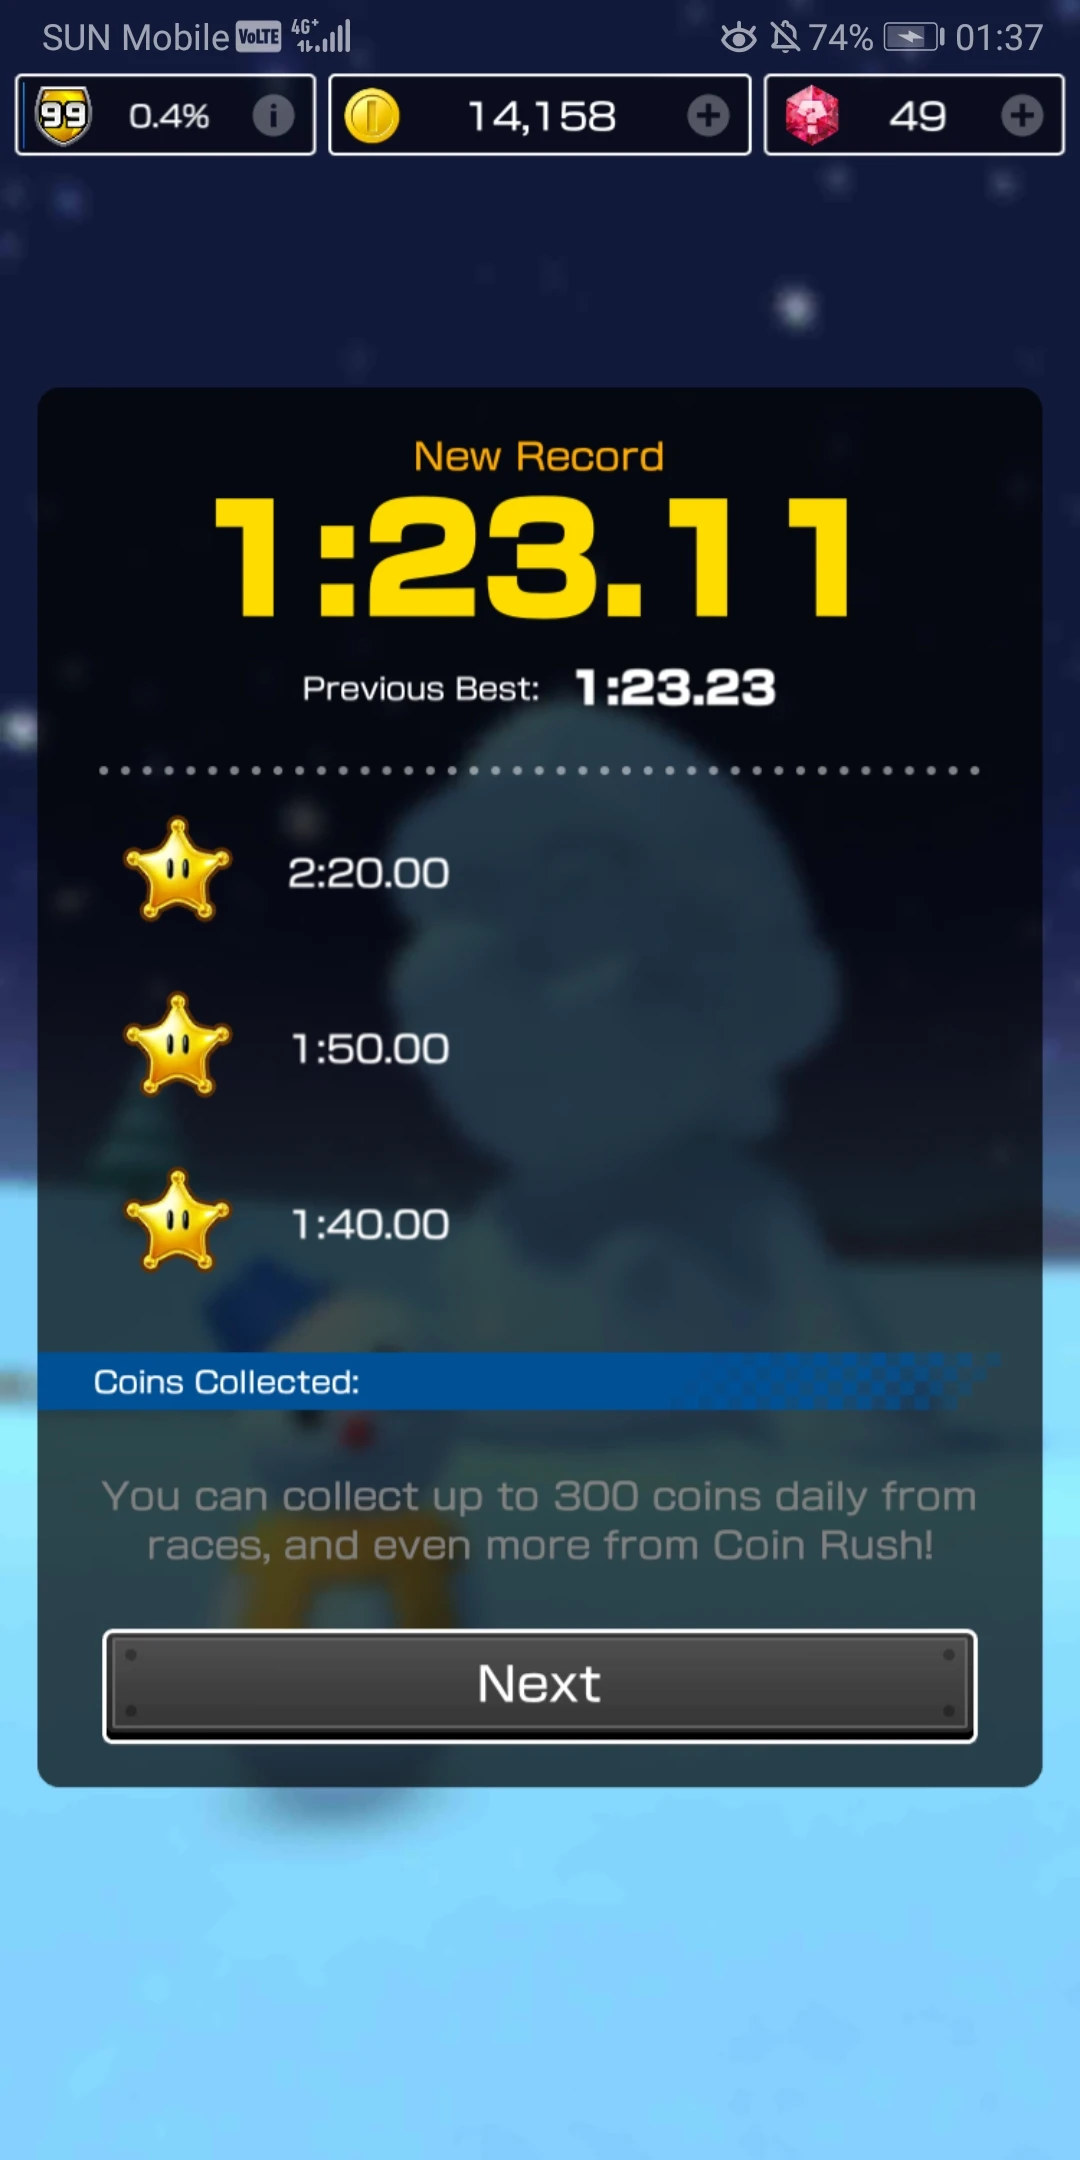 SUN Mobile VoLTE 4G+ 74% 01:37
99 0.4% i 14,158 + ? 49 +
New Record
1:23.11
Previous Best: 1:23.23
2:20.00
1:50.00
1:40.00
Coins Collected:
You can collect up to 300 coins daily from
races, and even more from Coin Rush!
Next